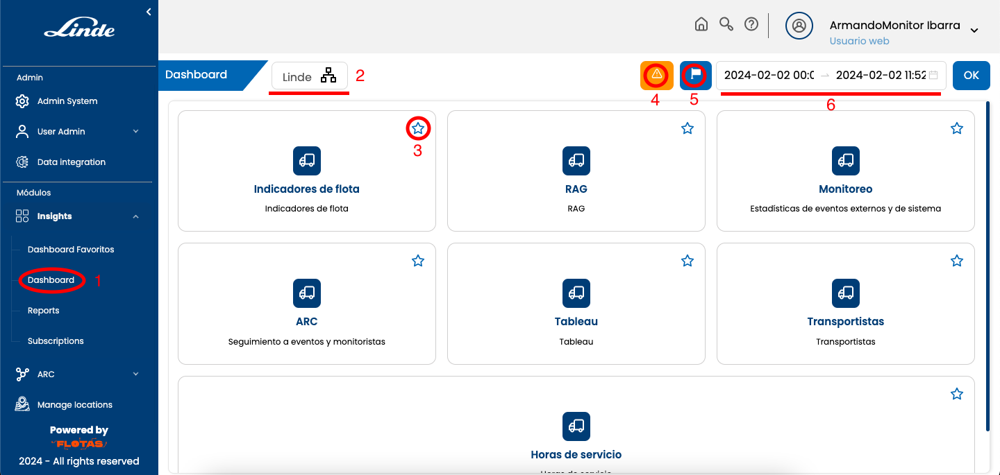 Linde
Admin
Admin System
User Admin
Data integration
Módulos
Insights
Dashboard Favoritos
Dashboard
1
Reports
Subscriptions
ARC
Manage locations
Powered by
FLOTAS
2024 - All rights reserved
ArmandoMonitor Ibarra
Usuario web
Dashboard
Linde
2
4
5
2024-02-02 00:0
2024-02-02 11:52
OK
6
3
Indicadores de flota
Indicadores de flota
RAG
RAG
Monitoreo
Estadísticas de eventos externos y de sistema
ARC
Seguimiento a eventos y monitoristas
Tableau
Tableau
Transportistas
Transportistas
Horas de servicio
Horas de servicio